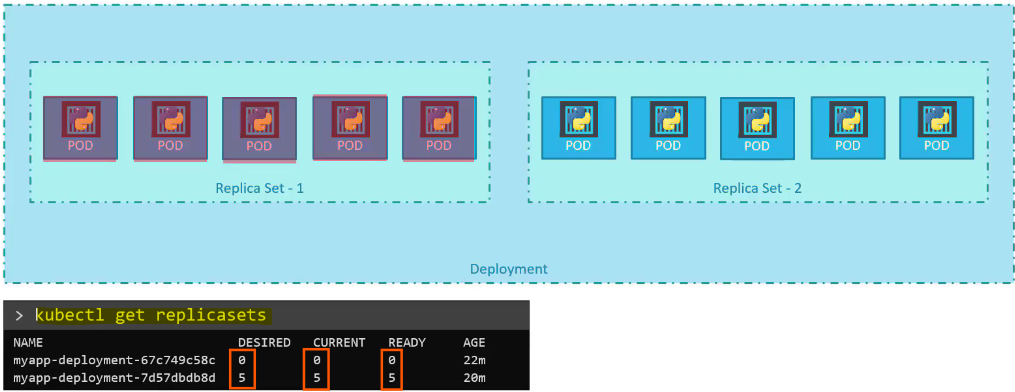 POD POD POD POD POD POD POD POD POD POD
Replica Set - 1 Replica Set - 2
Deployment
> kubectl get replicasets
NAME DESIRED CURRENT READY AGE
myapp-deployment-67c749c58c 0 0 0 22m
myapp-deployment-7d57dbdb8d 5 5 5 20m